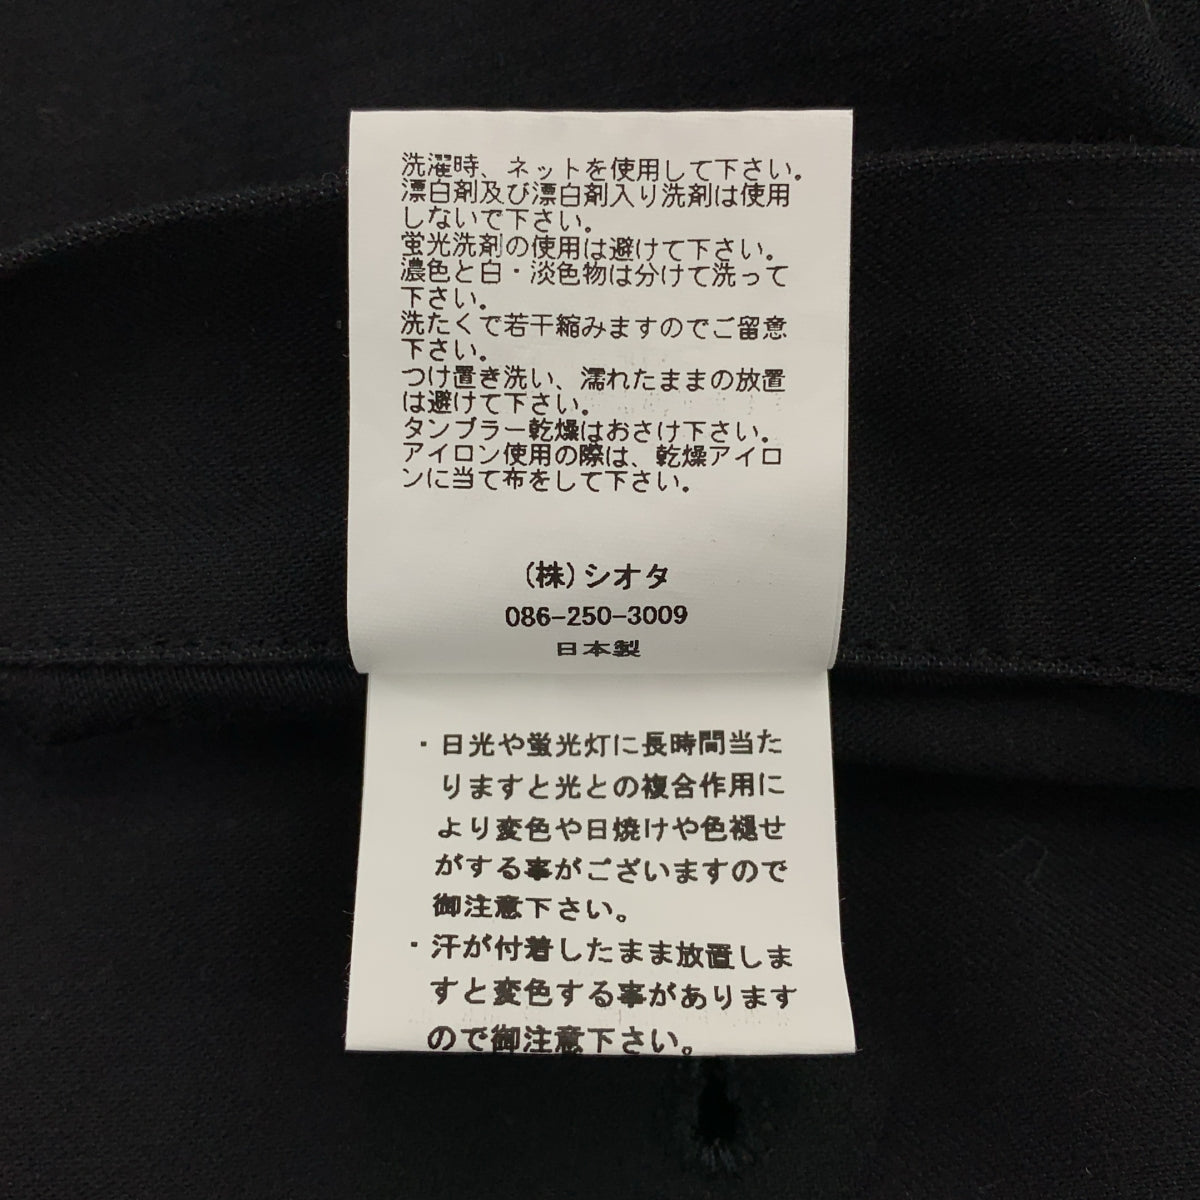 洗濯時、ネットを使用して下さい。
漂白剤及び漂白剤入り洗剤は使用
しないで下さい。
蛍光洗剤の使用は避けて下さい。
濃色と白・淡色物は分けて洗って
下さい。
洗たくで若干縮みますのでご留意
下さい。
つけ置き洗い、濡れたままの放置
は避けて下さい。
タンブラー乾燥はおさけ下さい。
アイロン使用の際は、乾燥アイロ
ンに当て布をして下さい。
(株)シオタ
086-250-3009
日本製
・日光や蛍光灯に長時間当た
りますと光との複合作用に
より変色や日焼けや色褪せ
がする事がございますので
御注意下さい。
・汗が付着したまま放置しま
すと変色する事があります
ので御注意下さい。